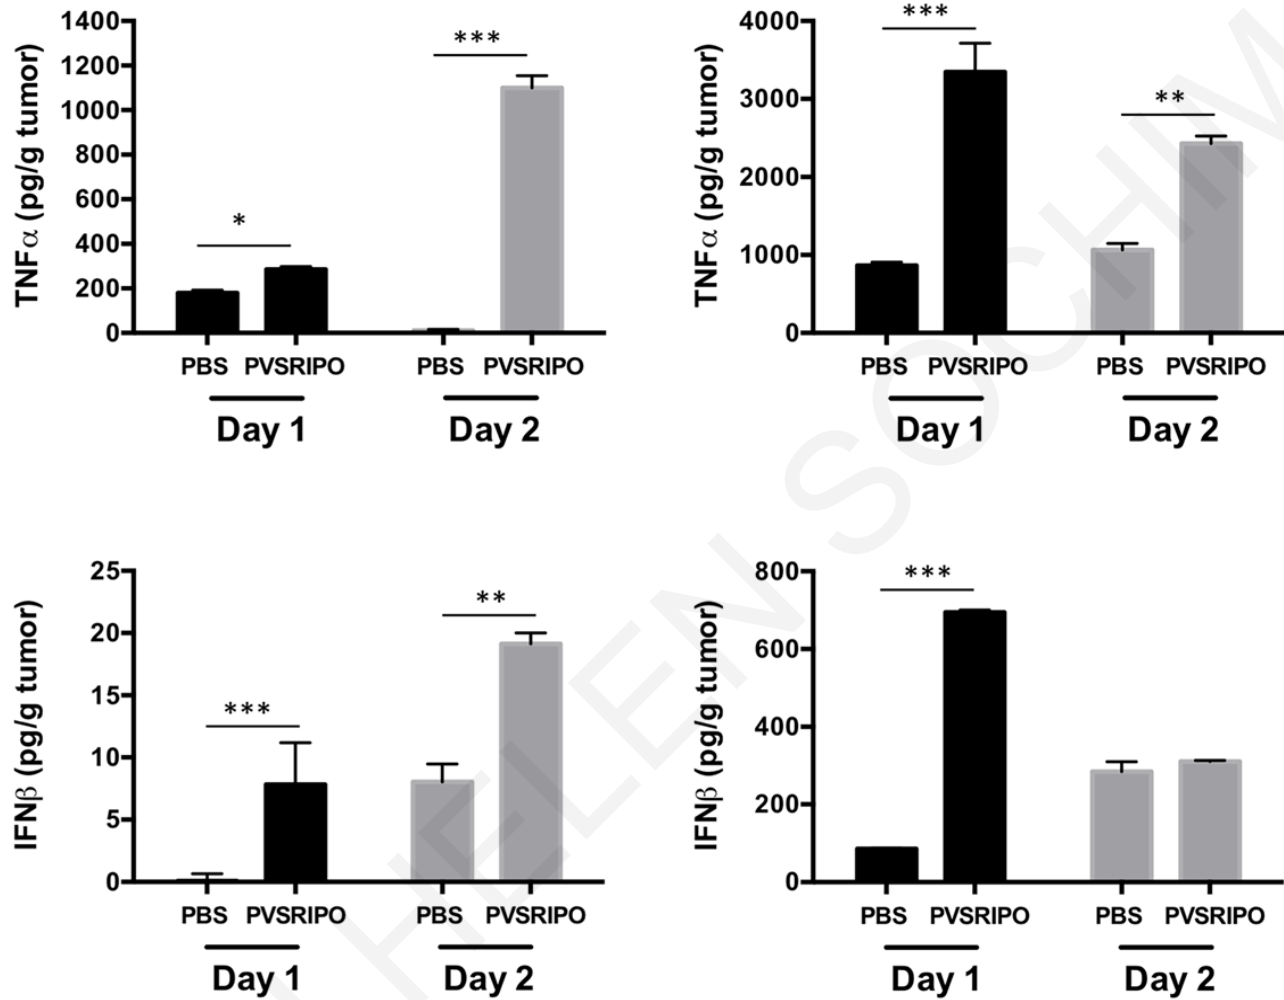 TNFα (pg/g tumor)
1400
1200
1000
800
600
400
200
0
*
***
PBS PVSRIPO PBS PVSRIPO
Day 1 Day 2
TNFα (pg/g tumor)
4000
3000
2000
1000
0
***
**
PBS PVSRIPO PBS PVSRIPO
Day 1 Day 2
IFNβ (pg/g tumor)
25
20
15
10
5
0
***
**
PBS PVSRIPO PBS PVSRIPO
Day 1 Day 2
IFNβ (pg/g tumor)
800
600
400
200
0
***
PBS PVSRIPO PBS PVSRIPO
Day 1 Day 2
HELEN SOCHIM